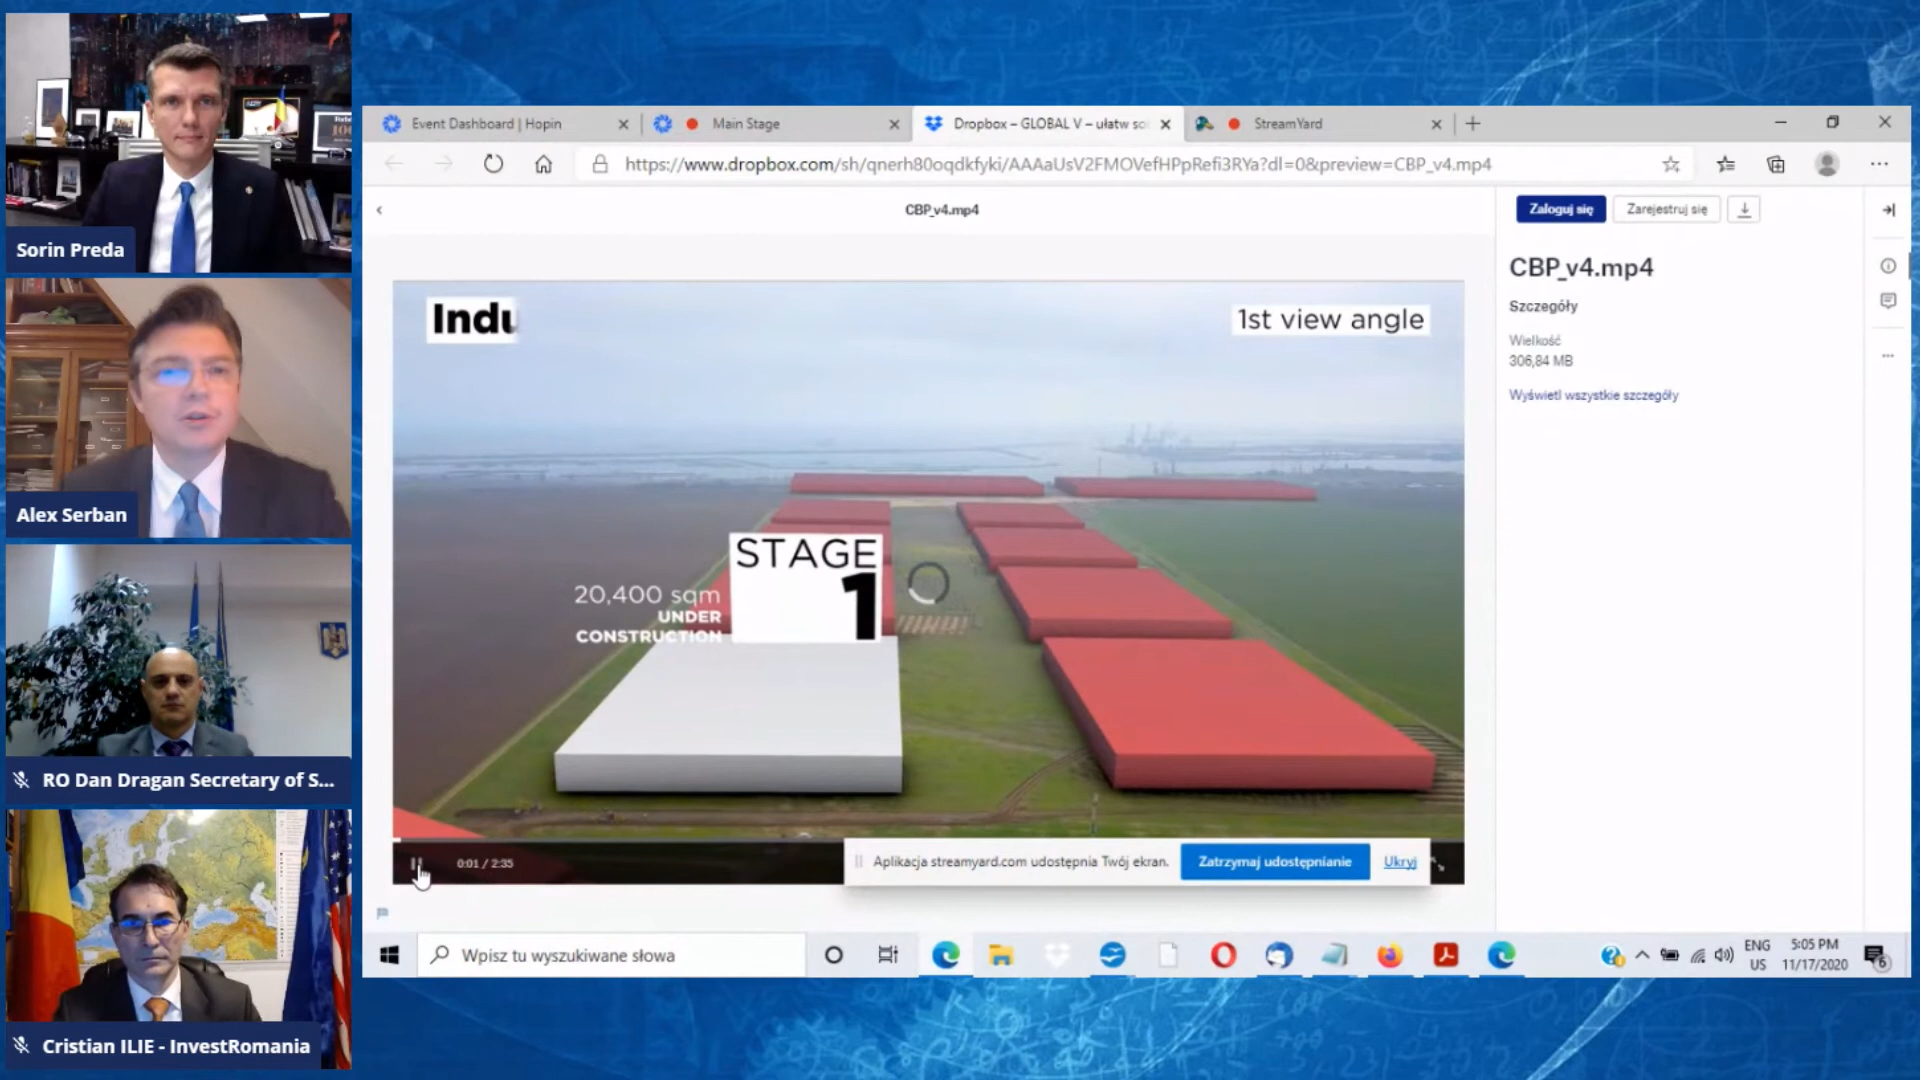 Sorin Preda
Alex Serban
RO Dan Dragan Secretary of S...
Cristian ILIE - InvestRomania
Event Dashboard | Hopin
Main Stage
Dropbox – GLOBAL V – ułatw so
StreamYard
https://www.dropbox.com/sh/qnerh80oqdkfyki/AAAaUsV2FMOVefHPpRefi3RYa?dl=0&preview=CBP_v4.mp4
CBP_v4.mp4
Zaloguj się
Zarejestruj się
CBP_v4.mp4
Szczegóły
Wielkość
306,84 MB
Wyświetl wszystkie szczegóły
Indu
1st view angle
STAGE
1
20,400 sqm
UNDER
CONSTRUCTION
0:01 / 2:35
Aplikacja streamyard.com udostępnia Twój ekran.
Zatrzymaj udostępnianie
Ukryj
Wpisz tu wyszukiwane słowa
ENG
US
5:05 PM
11/17/2020
6